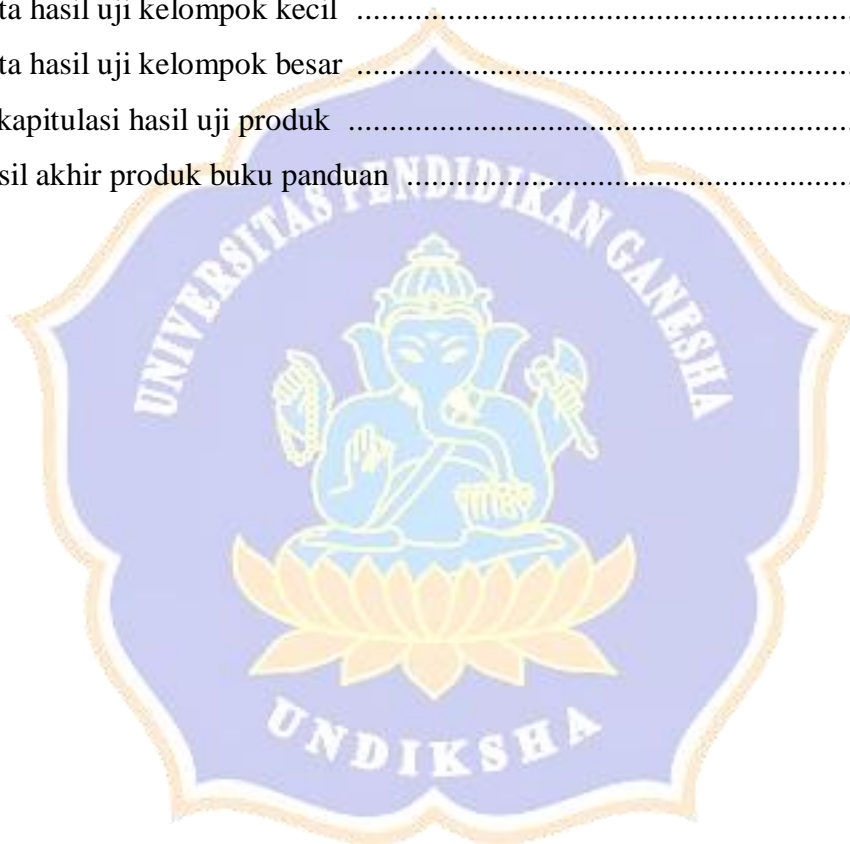 ta hasil uji kelompok kecil ................................................................
ta hasil uji kelompok besar ................................................................
kapitulasi hasil uji produk ................................................................
sil akhir produk buku panduan ........................................................
UNIVERSITAS PENDIDIKAN GANESHA
UNDIKSHA